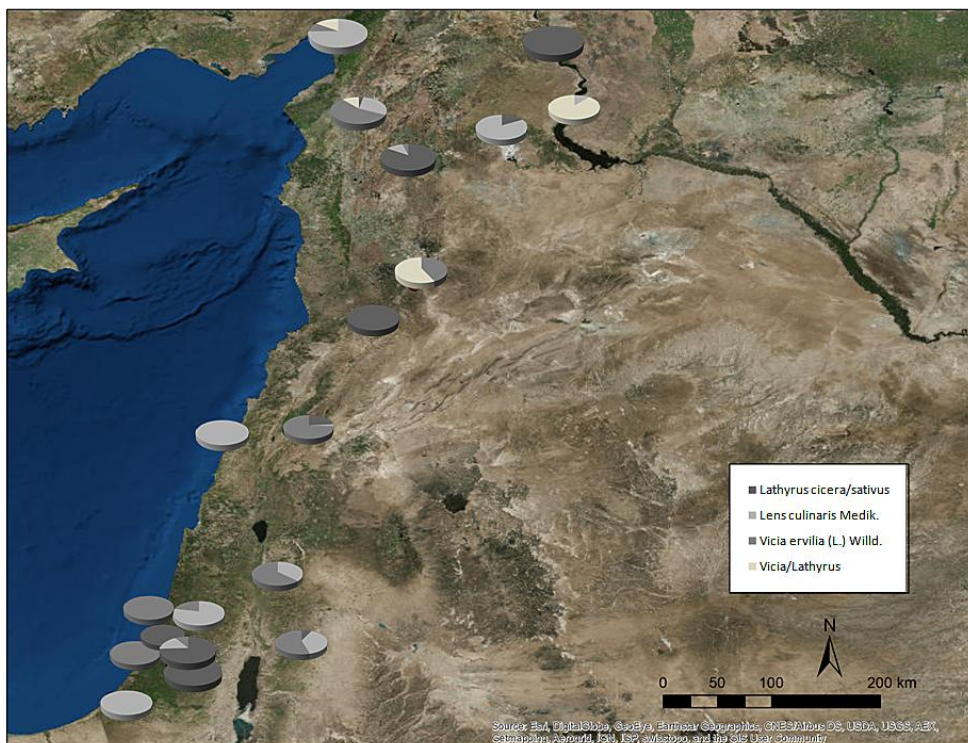 Lathyrus cicera/sativus
Lens culinaris Medik.
Vicia ervilia (L.) Willd.
Vicia/Lathyrus
N
0 50 100 200 km
Source: Esri, DigitalGlobe, GeoEye, Earthstar Geographics, CNES/Airbus DS, USDA, USGS, AEX,
Getmapping, Aerogrid, IGN, IGP, swisstopo, and the GIS User Community